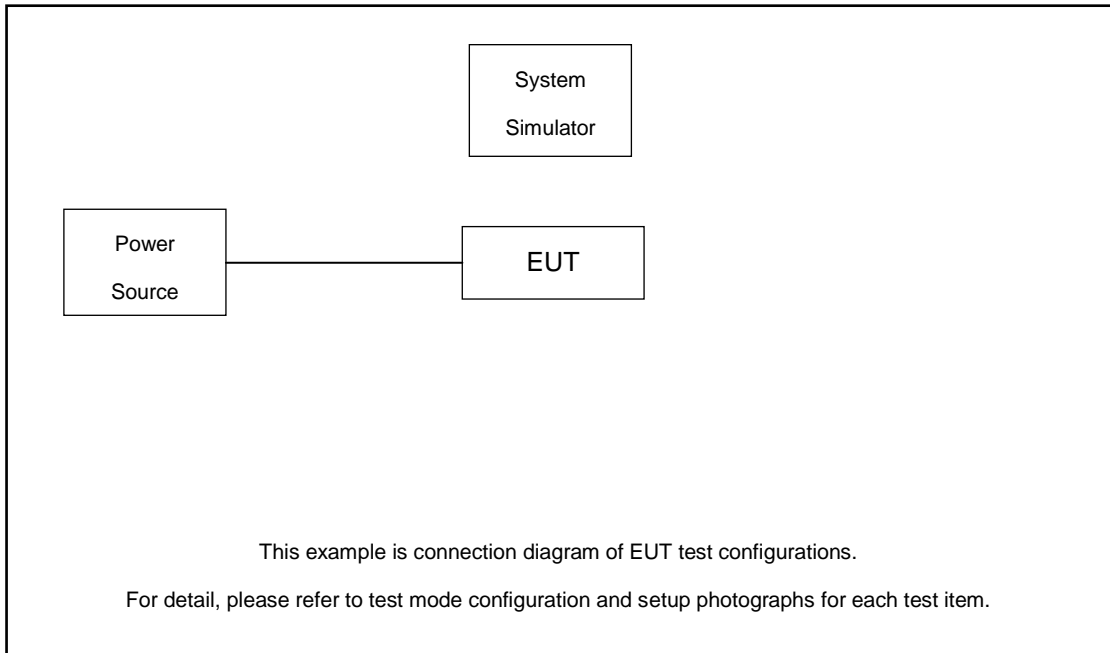 System
Simulator
Power
Source
EUT
This example is connection diagram of EUT test configurations.
For detail, please refer to test mode configuration and setup photographs for each test item.